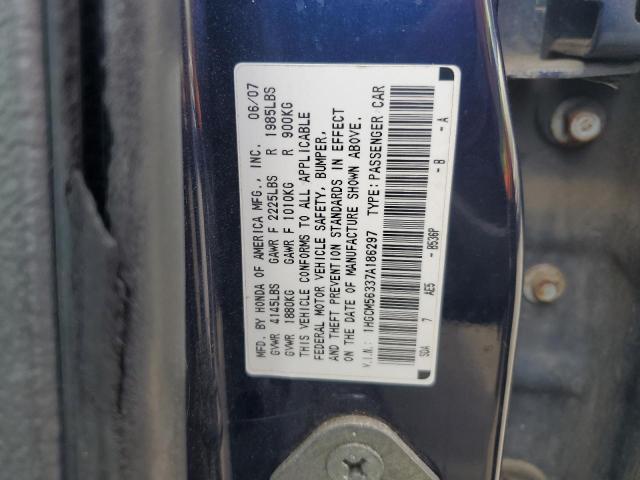 MFD. BY HONDA OF AMERICA MFG., INC. 06/07
GVWR 4145LBS GAWR F 2225LBS R 1985LBS
GVWR 1880KG GAWR F 1010KG R 900KG
THIS VEHICLE CONFORMS TO ALL APPLICABLE
FEDERAL MOTOR VEHICLE SAFETY, BUMPER,
AND THEFT PREVENTION STANDARDS IN EFFECT
ON THE DATE OF MANUFACTURE SHOWN ABOVE.
V.I.N.: 1HGCM56337A186297 TYPE:PASSENGER CAR
SDA 7 AE5 - B536P - B - A